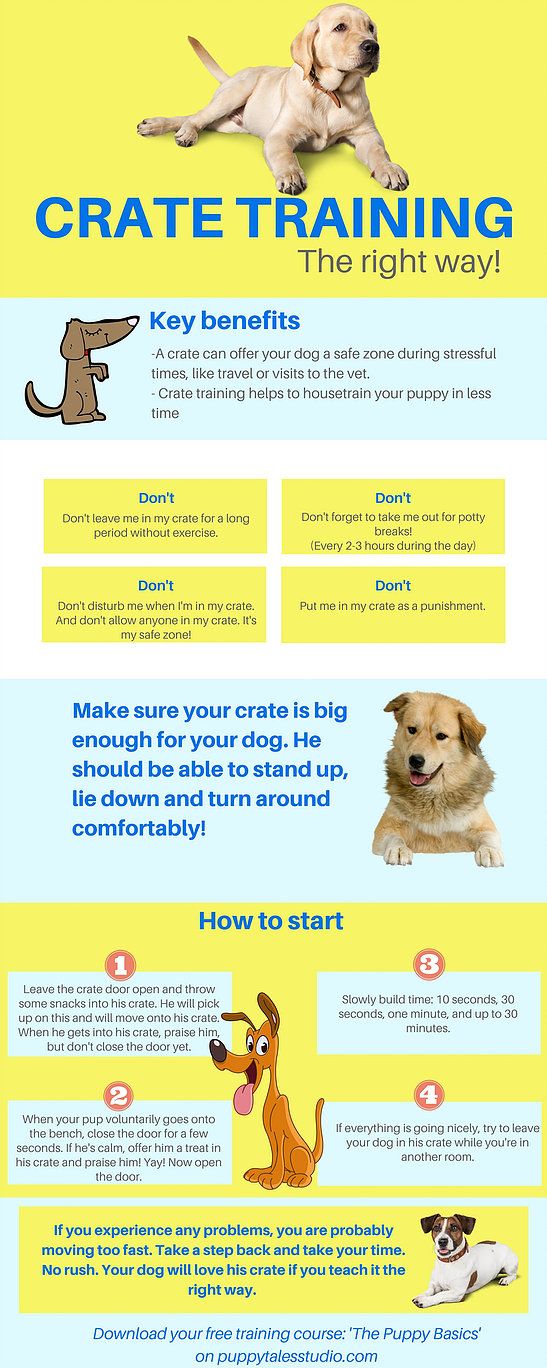 CRATE TRAINING
The right way!
Key benefits
-A crate can offer your dog a safe zone during stressful
times, like travel or visits to the vet.
- Crate training helps to housetrain your puppy in less
time
Don't
Don't leave me in my crate for a long
period without exercise.
Don't
Don't forget to take me out for potty
breaks!
(Every 2-3 hours during the day)
Don't
Don't disturb me when I'm in my crate.
And don't allow anyone in my crate. It's
my safe zone!
Don't
Put me in my crate as a punishment.
Make sure your crate is big
enough for your dog. He
should be able to stand up,
lie down and turn around
comfortably!
How to start
1
Leave the crate door open and throw
some snacks into his crate. He will pick
up on this and will move onto his crate.
When he gets into his crate, praise him,
but don't close the door yet.
2
When your pup voluntarily goes onto
the bench, close the door for a few
seconds. If he's calm, offer him a treat in
his crate and praise him! Yay! Now open
the door.
3
Slowly build time: 10 seconds, 30
seconds, one minute, and up to 30
minutes.
4
If everything is going nicely, try to leave
your dog in his crate while you're in
another room.
If you experience any problems, you are probably
moving too fast. Take a step back and take your time.
No rush. Your dog will love his crate if you teach it the
right way.
Download your free training course: 'The Puppy Basics'
on puppytalesstudio.com